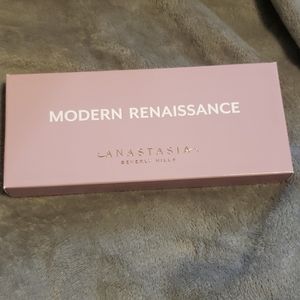 MODERN RENAISSANCE
ANASTASIA
BEVERLY HILLS